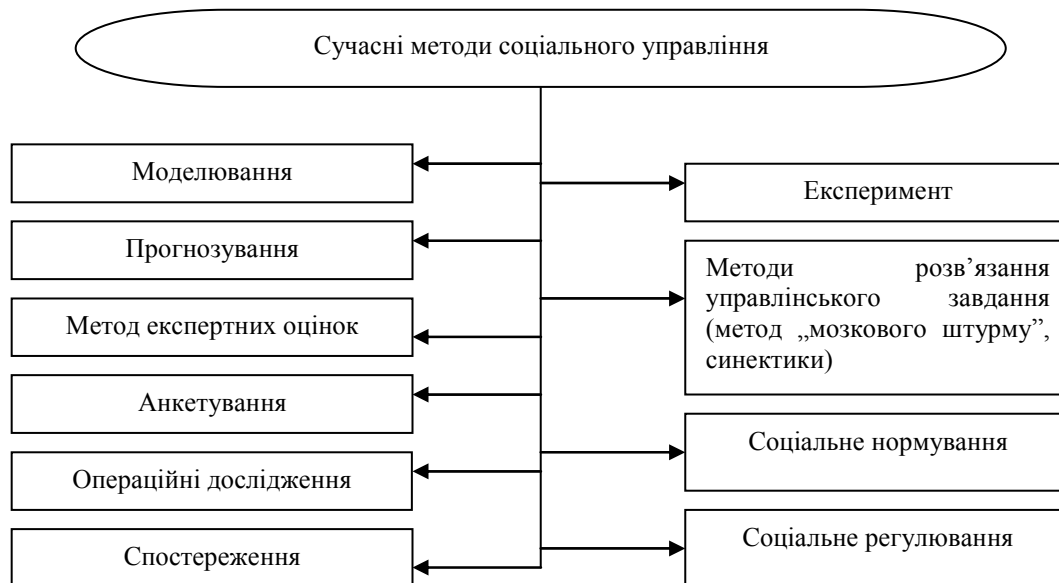 Сучасні методи соціального управління
Моделювання
Прогнозування
Метод експертних оцінок
Анкетування
Операційні дослідження
Спостереження
Експеримент
Методи розв’язання
управлінського завдання
(метод „мозкового штурму”,
синектики)
Соціальне нормування
Соціальне регулювання